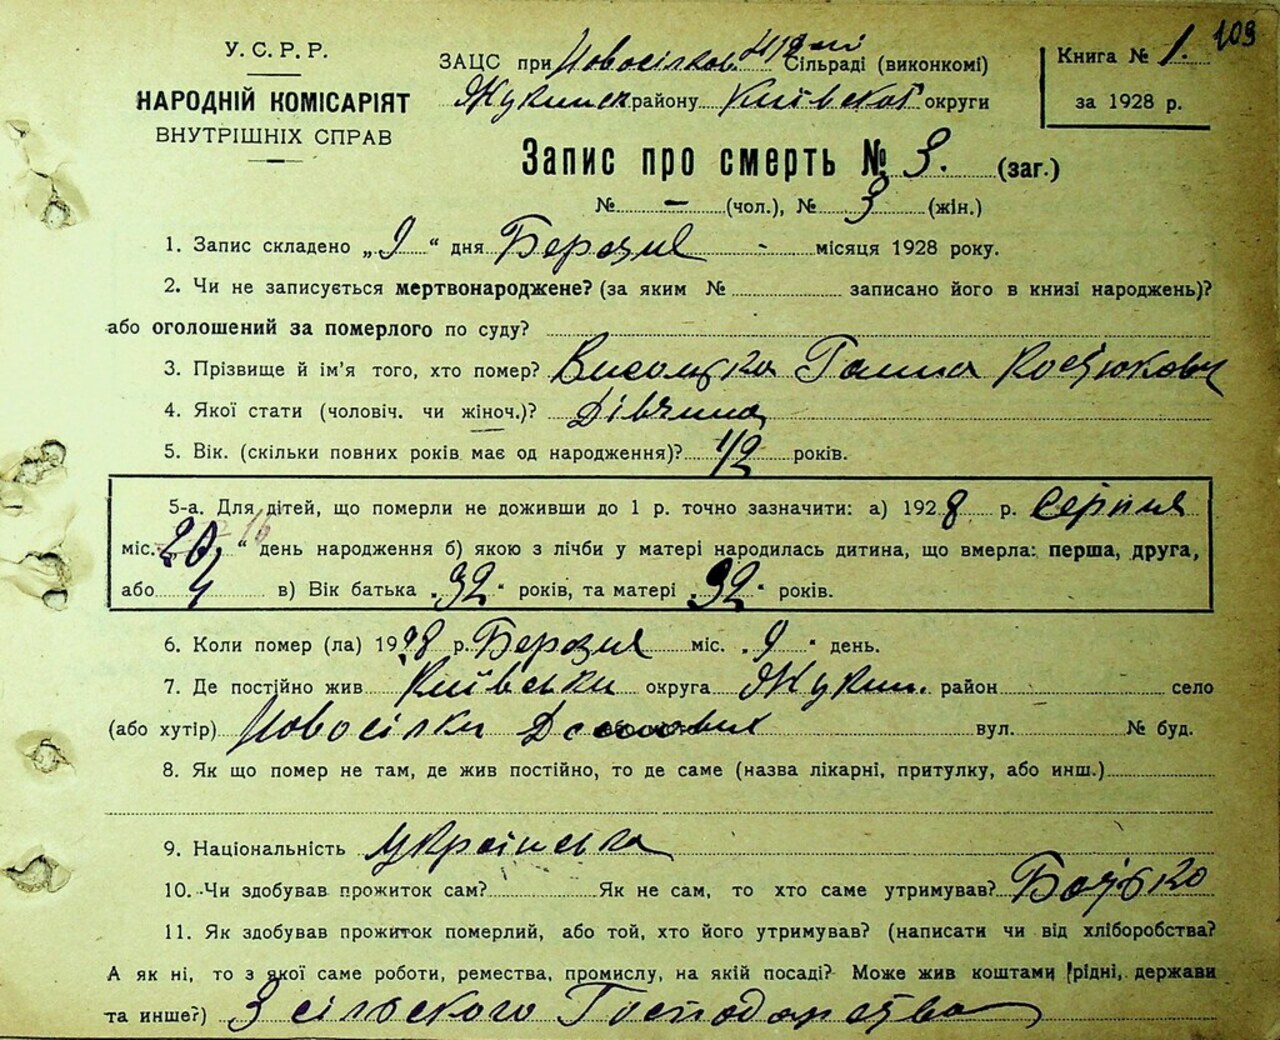 109
У.С.Р.Р.
НАРОДНІЙ КОМІСАРІЯТ
ВНУТРІШНІХ СПРАВ
ЗАЦС при Новосілков. Сільраді (виконкомі)
Жукинск району Київської округи
Книга № 1.
за 1928 р.
Запис про смерть № 3. (заг.)
№ – (чол.), № 3 (жін.)
1. Запис складено „9“ дня Березня - місяця 1928 року.
2. Чи не записується мертвонароджене? (за яким № записано його в книзі народжень)?
або оголошений за померлого по суду?
3. Прізвище й ім'я того, хто помер? Висоцка Ганна Костюковн
4. Якої стати (чоловіч. чи жіноч.)? Дівчина
5. Вік. (скільки повних років має од народження)? 1/2 років.
5-а. Для дітей, що померли не доживши до 1 р. точно зазначити: а) 1928 р. Серпня
міс. 20 16 “ день народження б) якою з лічби у матері народилась дитина, що вмерла: перша, друга,
або 4 в) Вік батька „32“ років, та матері „32“ років.
6. Коли помер (ла) 1928 р. Березня міс. „9“ день.
7. Де постійно жив Київськи округа Жукин. район село
(або хутір) Новосілки вул. № буд.
8. Як що помер не там, де жив постійно, то де саме (назва лікарні, притулку, або инш.)
9. Національність українська
10. Чи здобував прожиток сам? Як не сам, то хто саме утримував? Батько
11. Як здобував прожиток померлий, або той, хто його утримував? (написати чи від хліборобства?
А як ні, то з якої саме роботи, ремества, промислу, на якій посаді? Може жив коштами рідні, держави
та инше?) З сільского Господарства